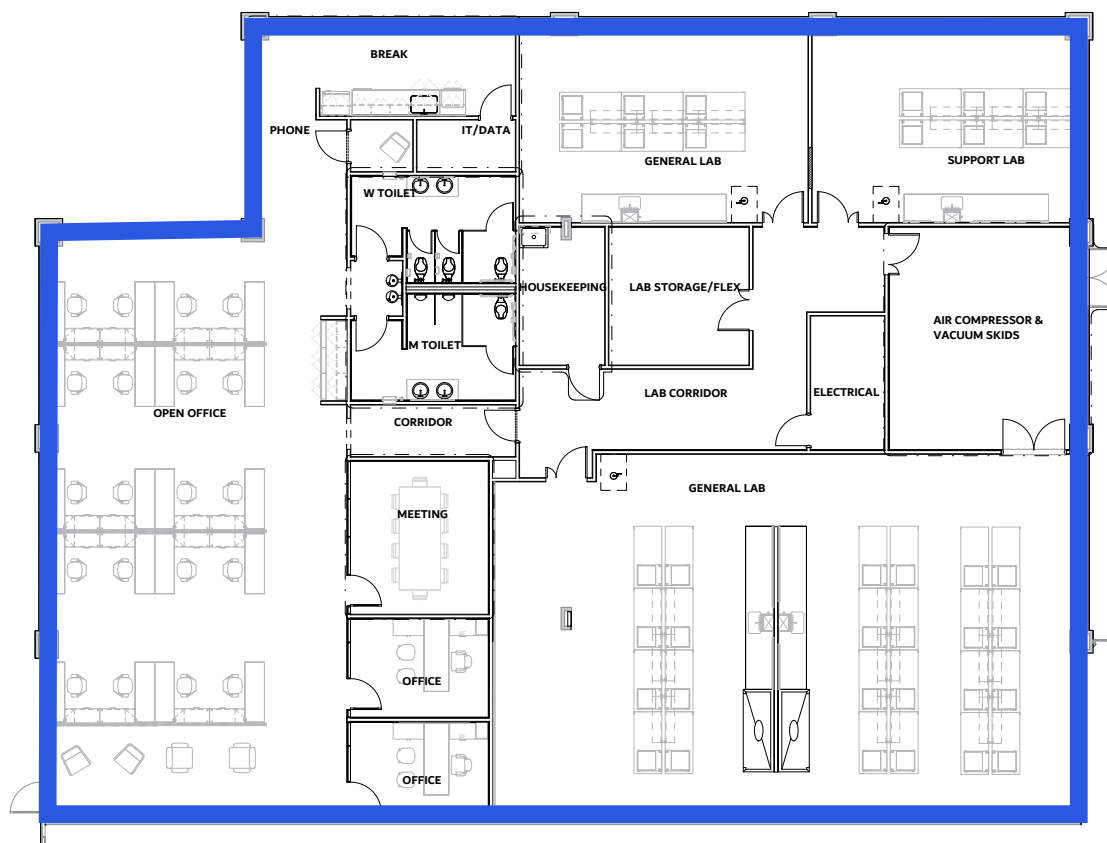 BREAK
PHONE
IT/DATA
GENERAL LAB
SUPPORT LAB
W TOILET
HOUSEKEEPING
LAB STORAGE/FLEX
AIR COMPRESSOR &
VACUUM SKIDS
M TOILET
OPEN OFFICE
CORRIDOR
LAB CORRIDOR
ELECTRICAL
GENERAL LAB
MEETING
OFFICE
OFFICE